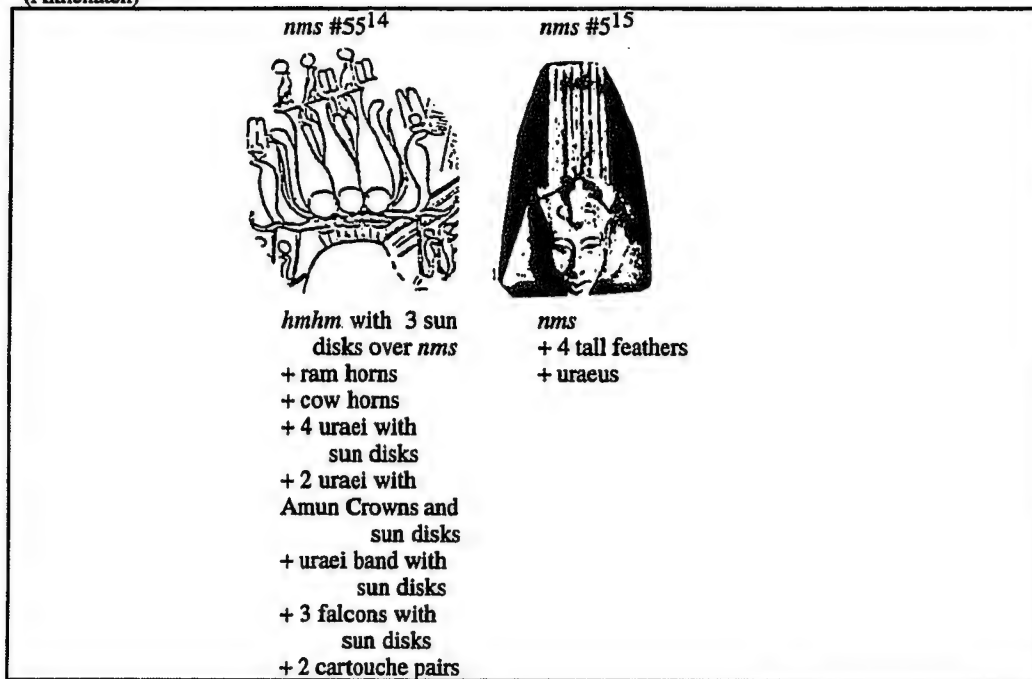 (Akhenaten)
nms #55¹⁴
nms #5¹⁵
hmhm with 3 sun
disks over nms
+ ram horns
+ cow horns
+ 4 uraei with
sun disks
+ 2 uraei with
Amun Crowns and
sun disks
+ uraei band with
sun disks
+ 3 falcons with
sun disks
+ 2 cartouche pairs
nms
+ 4 tall feathers
+ uraeus